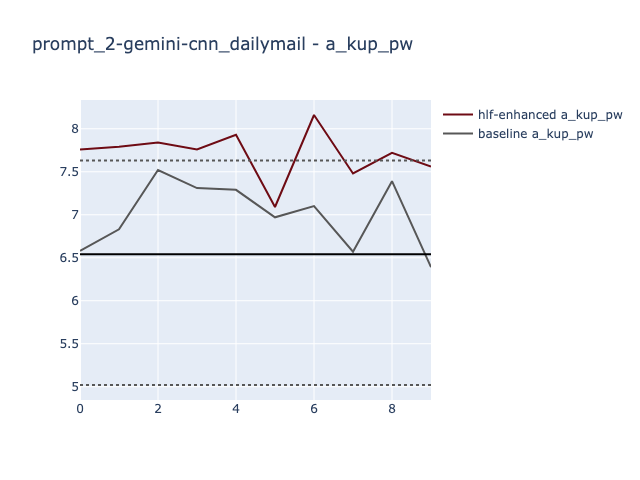 prompt_2-gemini-cnn_dailymail - a_kup_pw
hlf-enhanced a_kup_pw
baseline a_kup_pw
8
7.5
7
6.5
6
5.5
5
0 2 4 6 8